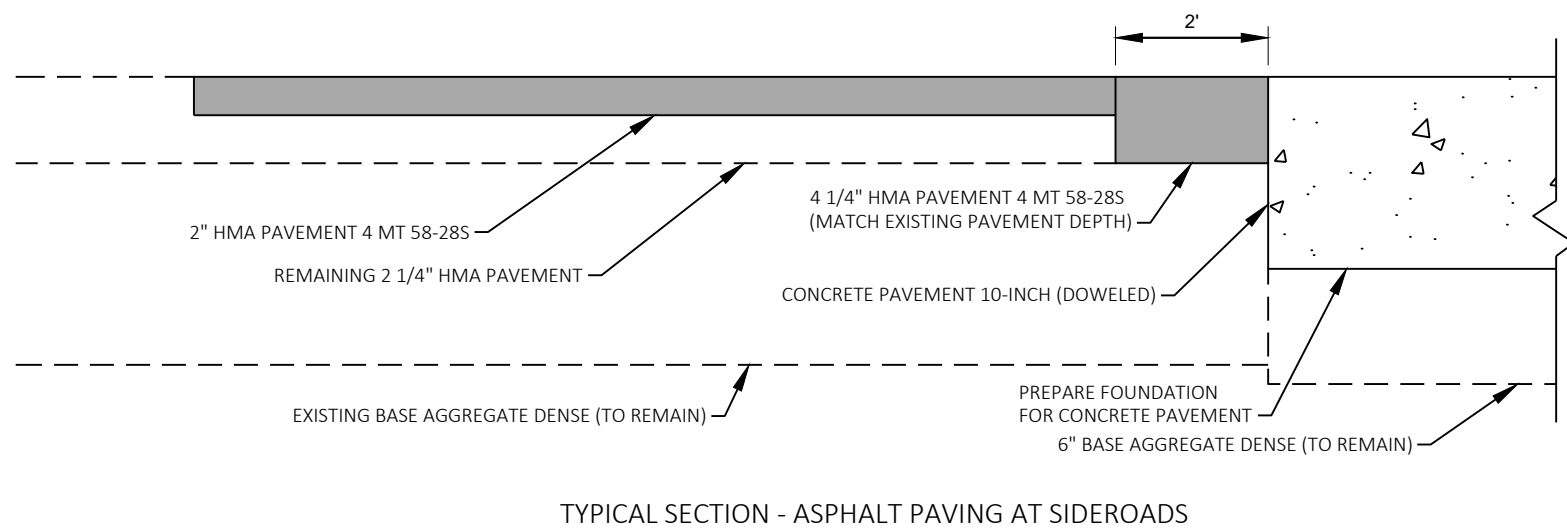 2'
4 1/4" HMA PAVEMENT 4 MT 58-28S
(MATCH EXISTING PAVEMENT DEPTH)
2" HMA PAVEMENT 4 MT 58-28S
REMAINING 2 1/4" HMA PAVEMENT
CONCRETE PAVEMENT 10-INCH (DOWELED)
PREPARE FOUNDATION
FOR CONCRETE PAVEMENT
EXISTING BASE AGGREGATE DENSE (TO REMAIN)
6" BASE AGGREGATE DENSE (TO REMAIN)
TYPICAL SECTION - ASPHALT PAVING AT SIDEROADS